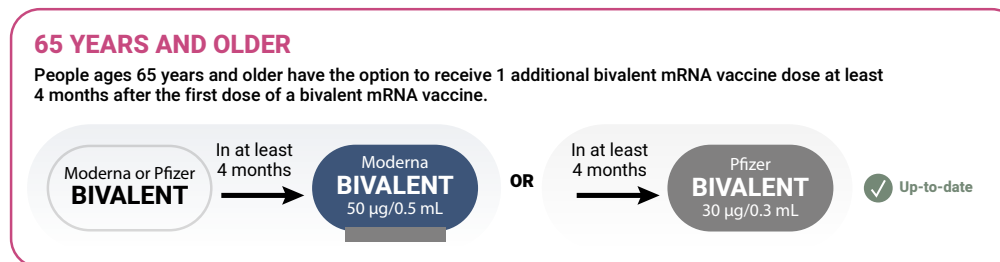 65 YEARS AND OLDER
People ages 65 years and older have the option to receive 1 additional bivalent mRNA vaccine dose at least
4 months after the first dose of a bivalent mRNA vaccine.
Moderna or Pfizer
BIVALENT
In at least
4 months
Moderna
BIVALENT
50 µg/0.5 mL
OR
In at least
4 months
Pfizer
BIVALENT
30 µg/0.3 mL
Up-to-date